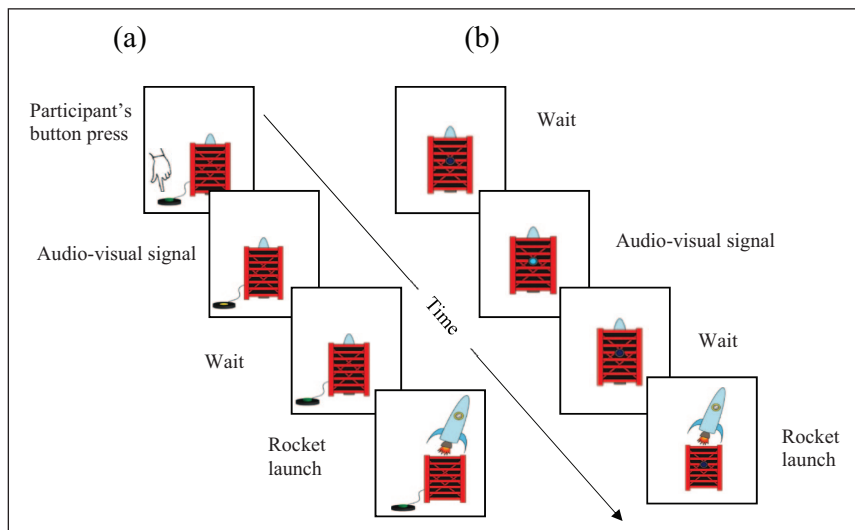 (a)
Participant's
button press
Audio-visual signal
Wait
Rocket
launch
Time
(b)
Wait
Audio-visual signal
Wait
Rocket
launch